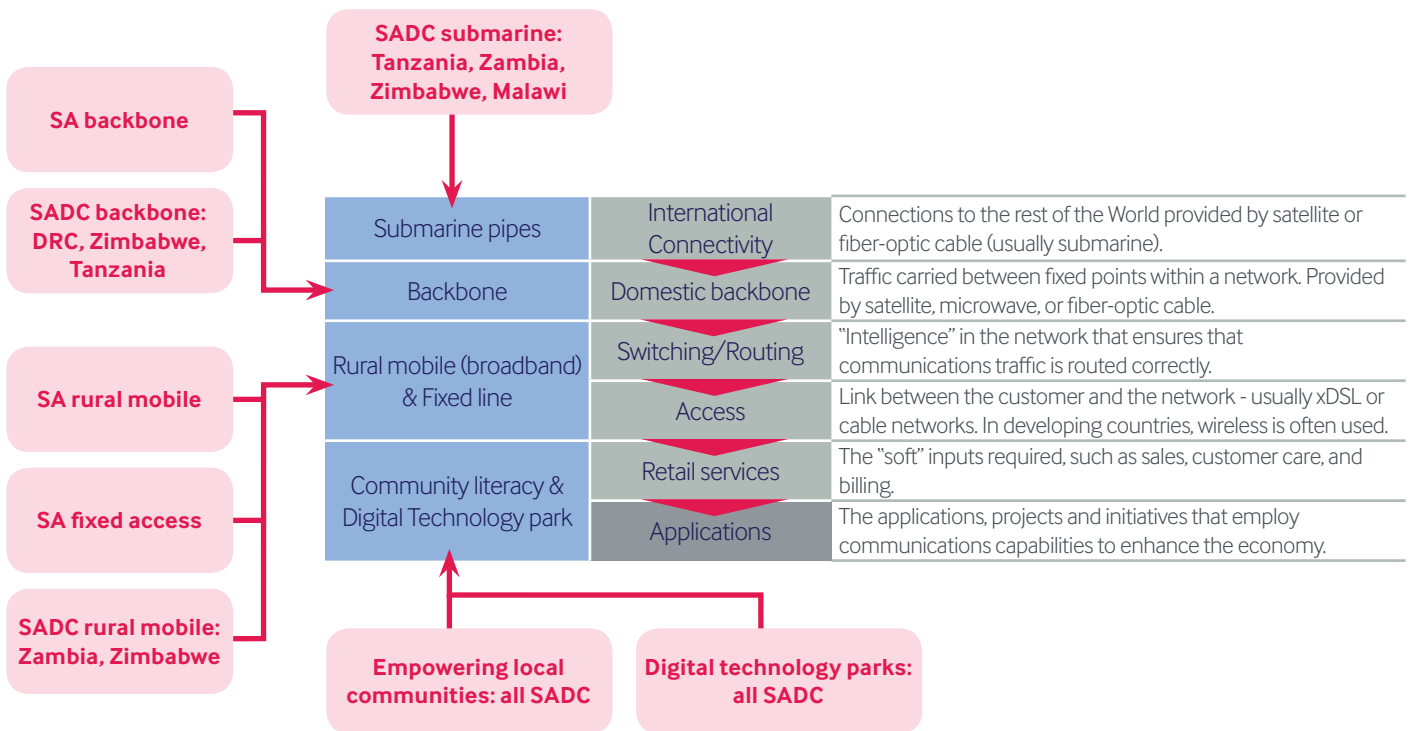 SADC submarine:
Tanzania, Zambia,
Zimbabwe, Malawi
SA backbone
SADC backbone:
DRC, Zimbabwe,
Tanzania
SA rural mobile
SA fixed access
SADC rural mobile:
Zambia, Zimbabwe
Submarine pipes
International
Connectivity
Connections to the rest of the World provided by satellite or
fiber-optic cable (usually submarine).
Backbone
Domestic backbone
Traffic carried between fixed points within a network. Provided
by satellite, microwave, or fiber-optic cable.
Rural mobile (broadband)
& Fixed line
Switching/Routing
"Intelligence" in the network that ensures that
communications traffic is routed correctly.
Access
Link between the customer and the network - usually xDSL or
cable networks. In developing countries, wireless is often used.
Community literacy &
Digital Technology park
Retail services
The "soft" inputs required, such as sales, customer care, and
billing.
Applications
The applications, projects and initiatives that employ
communications capabilities to enhance the economy.
Empowering local
communities: all SADC
Digital technology parks:
all SADC